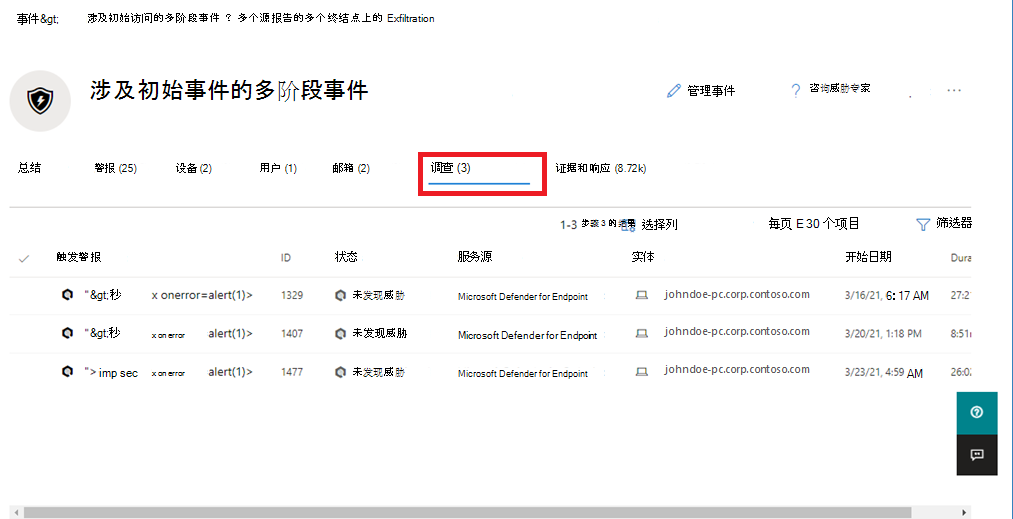 事件&gt; 涉及初始访问的多阶段事件 ? 多个源报告的多个终结点上的 Exfiltration
涉及初始事件的多阶段事件
管理事件 ? 咨询威胁专家 ...
总结 警报 (25) 设备 (2) 用户 (1) 邮箱 (2) 调查 (3) 证据和响应 (8.72k)
1-3 步骤 3 的结果 选择列 每页 E 30 个项目 筛选器
触发警报 ID 状态 服务源 实体 开始日期 Dura
"&gt;秒 x onerror=alert(1)> 1329 未发现威胁 Microsoft Defender for Endpoint johndoe-pc.corp.contoso.com 3/16/21, 6:17 AM 27:2
"&gt;秒 x on error alert(1)> 1407 未发现威胁 Microsoft Defender for Endpoint johndoe-pc.corp.contoso.com 3/20/21, 1:18 PM 8:51
"> imp sec x on error alert(1)> 1477 未发现威胁 Microsoft Defender for Endpoint johndoe-pc.corp.contoso.com 3/23/21, 4:59 AM 26:0